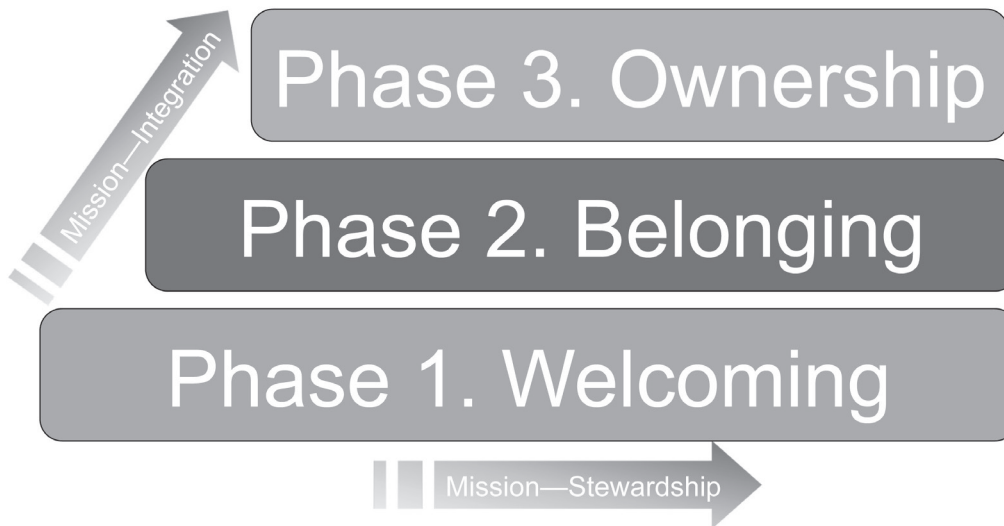 Mission—Integration
Phase 3. Ownership
Phase 2. Belonging
Phase 1. Welcoming
Mission—Stewardship